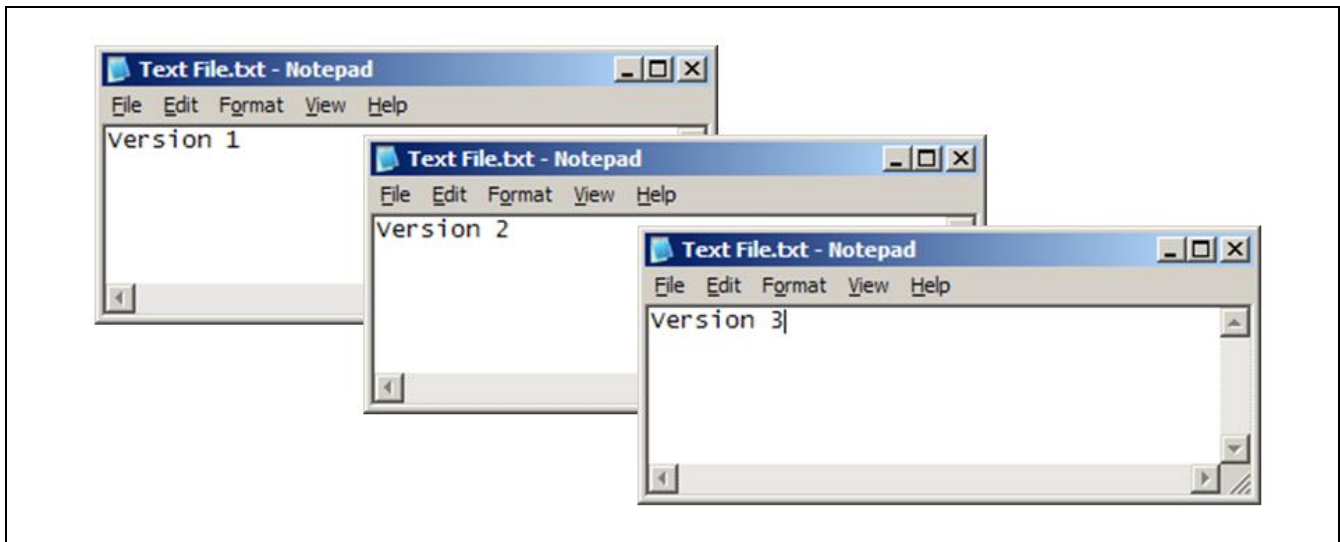 Text File.txt - Notepad
File Edit Format View Help
Version 1
Text File.txt - Notepad
File Edit Format View Help
Version 2
Text File.txt - Notepad
File Edit Format View Help
Version 3